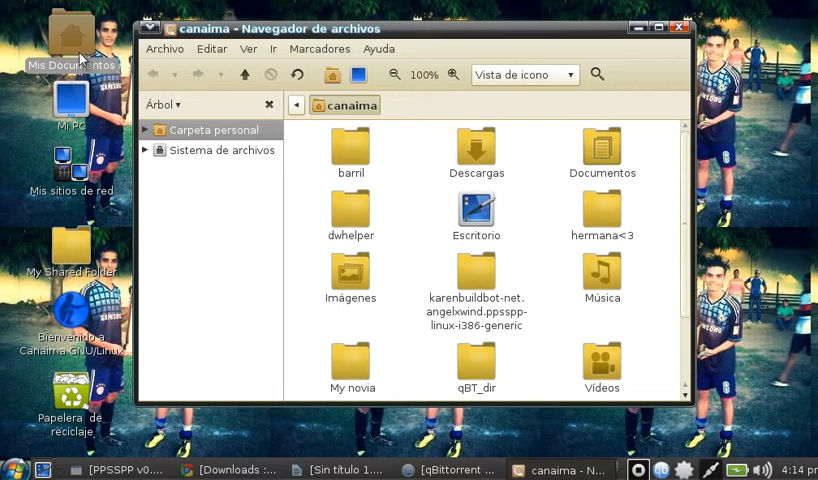 Mis Documentos
Mi PC
Mis sitios de red
My Shared Folder
Bienvenido a
Canaima GNU/Linux
Papelera de
reciclaje
canaima - Navegador de archivos
Archivo Editar Ver Ir Marcadores Ayuda
100% Vista de icono
Árbol
canaima
Carpeta personal
Sistema de archivos
barril Descargas Documentos
dwhelper Escritorio hermana<3
Imágenes karenbuildbot-net.
angelxwind.ppsspp-
linux-i386-generic
Música
My novia qBT_dir Vídeos
SAMSUNG
[PPSSPP v0.... [Downloads :... [Sin título 1.... [qBittorrent ... canaima - N... 4:14 pm